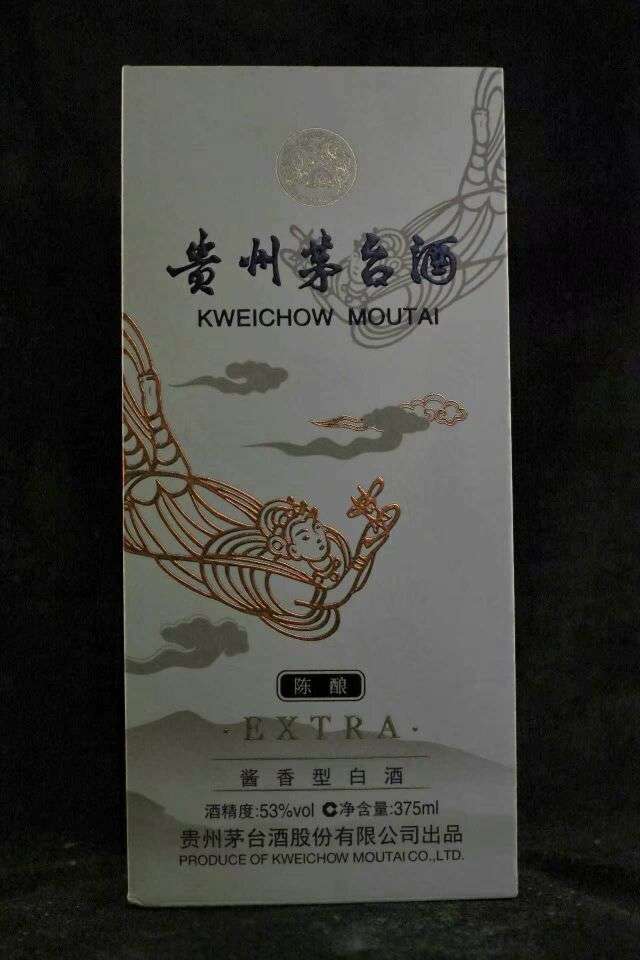 贵州茅台酒
KWEICHOW MOUTAI
陈酿
·EXTRA·
酱香型白酒
酒精度:53%vol 净含量:375ml
贵州茅台酒股份有限公司出品
PRODUCE OF KWEICHOW MOUTAI CO.,LTD.